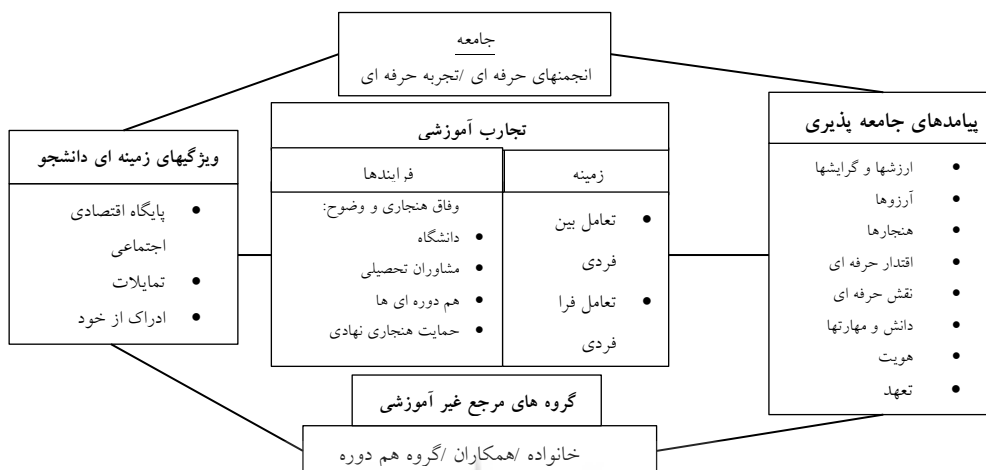 جامعه
انجمنهای حرفه ای /تجربه حرفه ای
پیامدهای جامعه پذیری
ارزشها و گرایشها
آرزوها
هنجارها
اقتدار حرفه ای
نقش حرفه ای
دانش و مهارتها
هویت
تعهد
تجارب آموزشی
زمینه
تعامل بین
فردی
تعامل فرا
فردی
فرایندها
وفاق هنجاری و وضوح:
دانشگاه
مشاوران تحصیلی
هم دوره ای ها
حمایت هنجاری نهادی
ویژگیهای زمینه ای دانشجو
پایگاه اقتصادی
اجتماعی
تمایلات
ادراک از خود
گروه های مرجع غیر آموزشی
خانواده /همکاران /گروه هم دوره